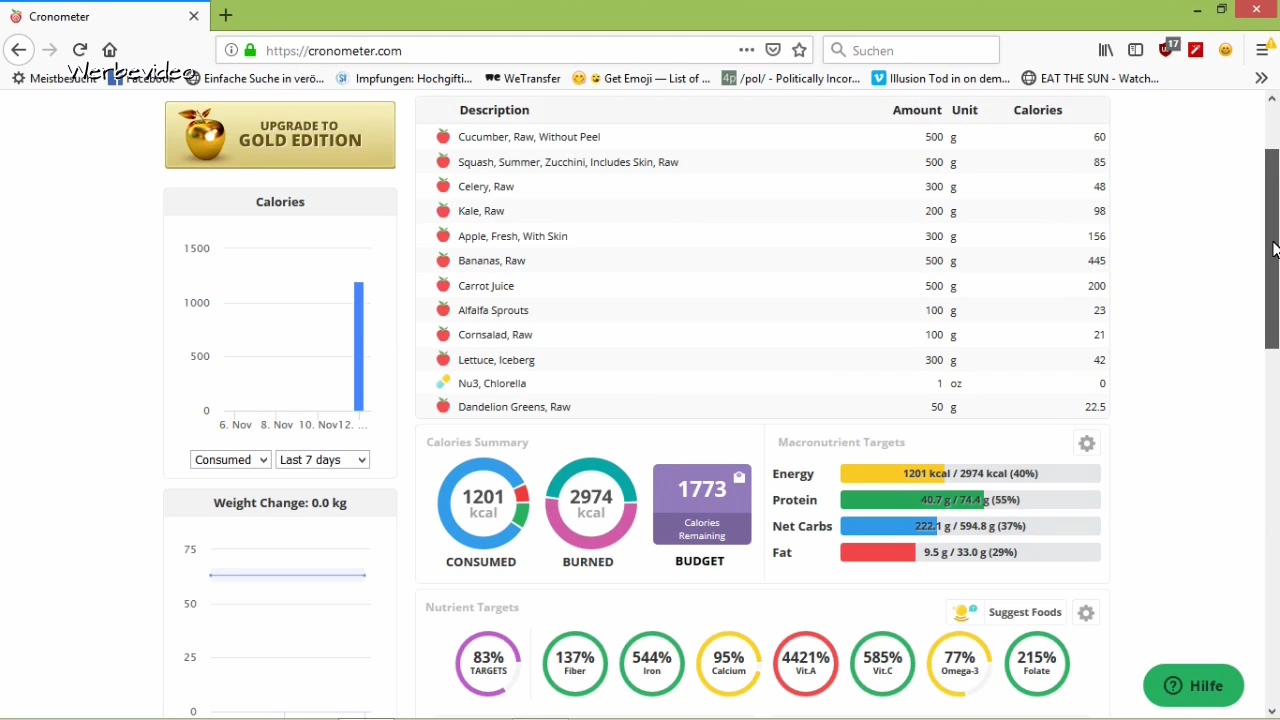 Cronometer
https://cronometer.com
Suchen
17
Werbevideo
Meistbesuchte
Facebook
Einfache Suche in verö...
Impfungen: Hochgifti...
we WeTransfer
Get Emoji — List of ...
4p /pol/ - Politically Incor...
Illusion Tod in on dem...
EAT THE SUN - Watch...
UPGRADE TO
GOLD EDITION
Description Amount Unit Calories
Cucumber, Raw, Without Peel 500 g 60
Squash, Summer, Zucchini, Includes Skin, Raw 500 g 85
Celery, Raw 300 g 48
Kale, Raw 200 g 98
Apple, Fresh, With Skin 300 g 156
Bananas, Raw 500 g 445
Carrot Juice 500 g 200
Alfalfa Sprouts 100 g 23
Cornsalad, Raw 100 g 21
Lettuce, Iceberg 300 g 42
Nu3, Chlorella 1 oz 0
Dandelion Greens, Raw 50 g 22.5
Calories
1500
1000
500
0
6. Nov 8. Nov 10. Nov 12. ...
Consumed Last 7 days
Weight Change: 0.0 kg
75
50
25
0
Calories Summary
1201
kcal
CONSUMED
2974
kcal
BURNED
1773
Calories
Remaining
BUDGET
Macronutrient Targets
Energy 1201 kcal / 2974 kcal (40%)
Protein 40.7 g / 74.4 g (55%)
Net Carbs 222.1 g / 594.8 g (37%)
Fat 9.5 g / 33.0 g (29%)
Nutrient Targets
Suggest Foods
83%
TARGETS
137%
Fiber
544%
Iron
95%
Calcium
4421%
Vit.A
585%
Vit.C
77%
Omega-3
215%
Folate
Hilfe